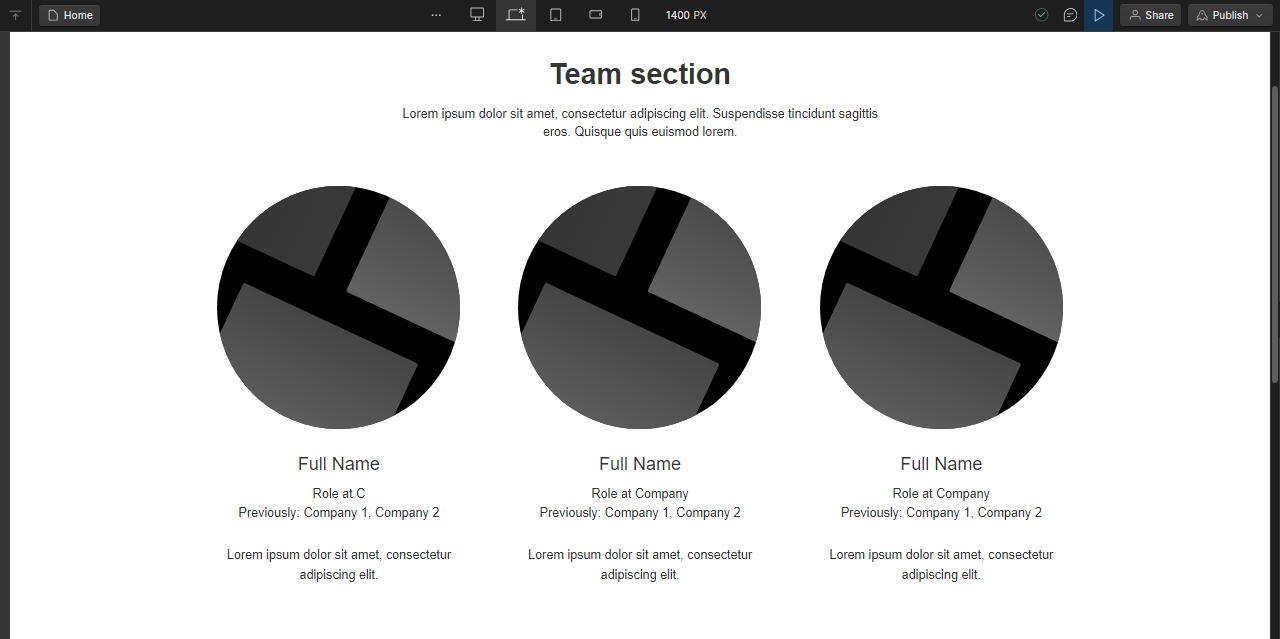 Home
1400 PX
Share
Publish
Team section
Lorem ipsum dolor sit amet, consectetur adipiscing elit. Suspendisse tincidunt sagittis
eros. Quisque quis euismod lorem.
Full Name
Role at C
Previously: Company 1, Company 2
Lorem ipsum dolor sit amet, consectetur
adipiscing elit.
Full Name
Role at Company
Previously: Company 1, Company 2
Lorem ipsum dolor sit amet, consectetur
adipiscing elit.
Full Name
Role at Company
Previously: Company 1, Company 2
Lorem ipsum dolor sit amet, consectetur
adipiscing elit.